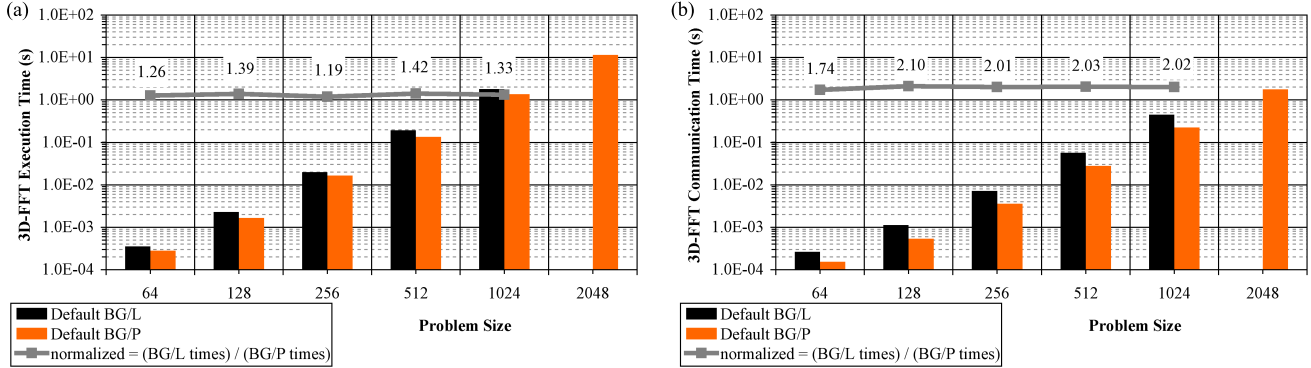 (a)
3D-FFT Execution Time (s)
1.0E+02
1.0E+01
1.0E+00
1.0E-01
1.0E-02
1.0E-03
1.0E-04
1.26
1.39
1.19
1.42
1.33
64
128
256
512
1024
2048
Problem Size
Default BG/L
Default BG/P
normalized = (BG/L times) / (BG/P times)
(b)
3D-FFT Communication Time (s)
1.0E+02
1.0E+01
1.0E+00
1.0E-01
1.0E-02
1.0E-03
1.0E-04
1.74
2.10
2.01
2.03
2.02
64
128
256
512
1024
2048
Problem Size
Default BG/L
Default BG/P
normalized = (BG/L times) / (BG/P times)